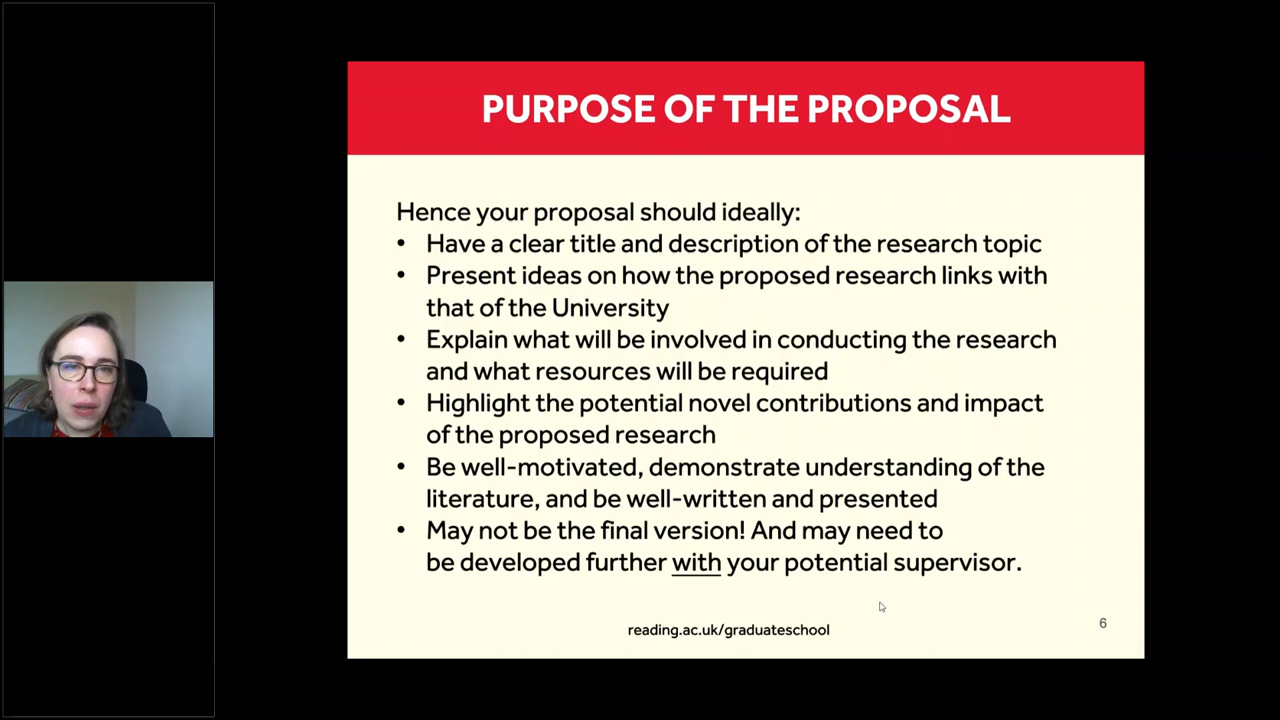 PURPOSE OF THE PROPOSAL
Hence your proposal should ideally:
• Have a clear title and description of the research topic
• Present ideas on how the proposed research links with
that of the University
• Explain what will be involved in conducting the research
and what resources will be required
• Highlight the potential novel contributions and impact
of the proposed research
• Be well-motivated, demonstrate understanding of the
literature, and be well-written and presented
• May not be the final version! And may need to
be developed further with your potential supervisor.
reading.ac.uk/graduateschool
6